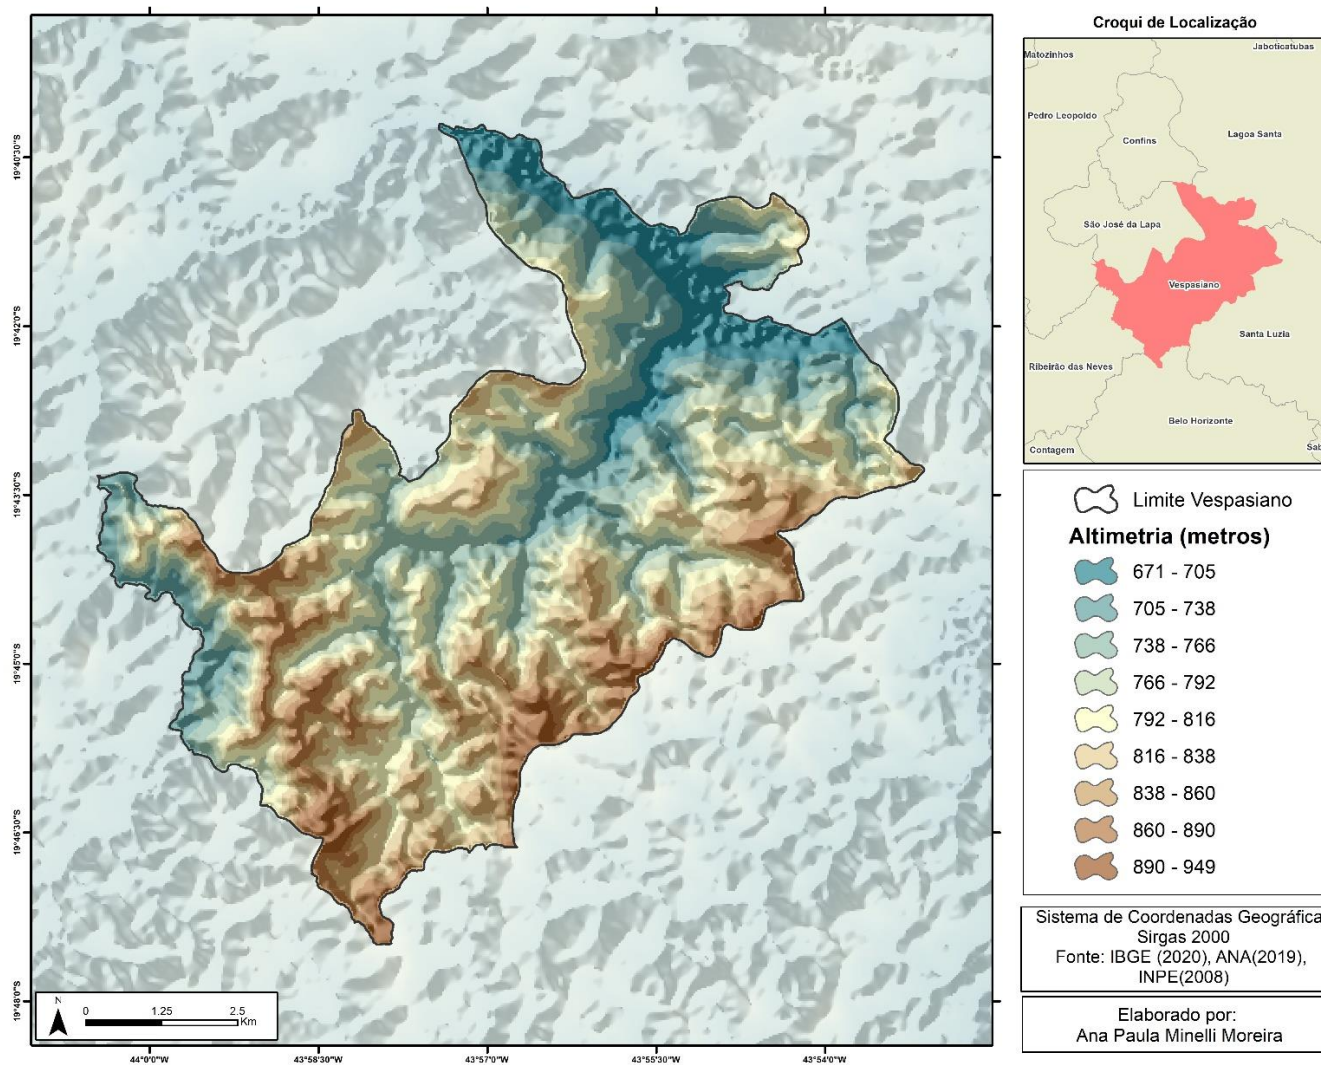 Croqui de Localização
Matozinhos
Jaboticatubas
Pedro Leopoldo
Confins
Lagoa Santa
São José da Lapa
Vespasiano
Santa Luzia
Ribeirão das Neves
Belo Horizonte
Contagem
Sab
Limite Vespasiano
Altimetria (metros)
671 - 705
705 - 738
738 - 766
766 - 792
792 - 816
816 - 838
838 - 860
860 - 890
890 - 949
Sistema de Coordenadas Geográfica
Sirgas 2000
Fonte: IBGE (2020), ANA(2019),
INPE(2008)
Elaborado por:
Ana Paula Minelli Moreira
19°40'30"S
19°42'0"S
19°43'30"S
19°45'0"S
19°46'30"S
19°48'0"S
N
0 1.25 2.5
Km
44°0'0"W 43°58'30"W 43°57'0"W 43°55'30"W 43°54'0"W